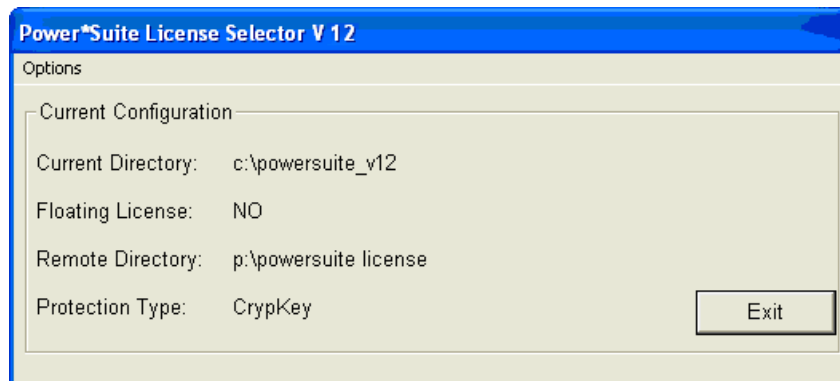 Power*Suite License Selector V 12
Options
Current Configuration
Current Directory: c:\powersuite_v12
Floating License: NO
Remote Directory: p:\powersuite license
Protection Type: CrypKey
Exit